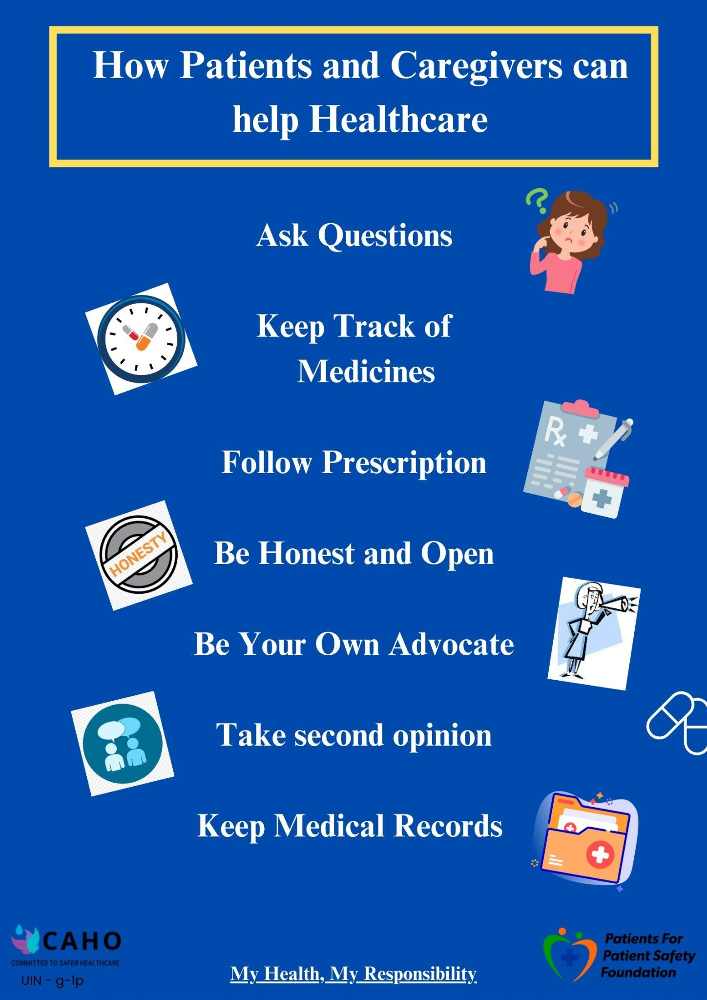 How Patients and Caregivers can
help Healthcare
Ask Questions
Keep Track of
Medicines
Rx
Follow Prescription
HONESTY
Be Honest and Open
Be Your Own Advocate
Take second opinion
Keep Medical Records
CAHO
COMMITTED TO SAFER HEALTHCARE
UIN - g-1p
My Health, My Responsibility
Patients For
Patient Safety
Foundation